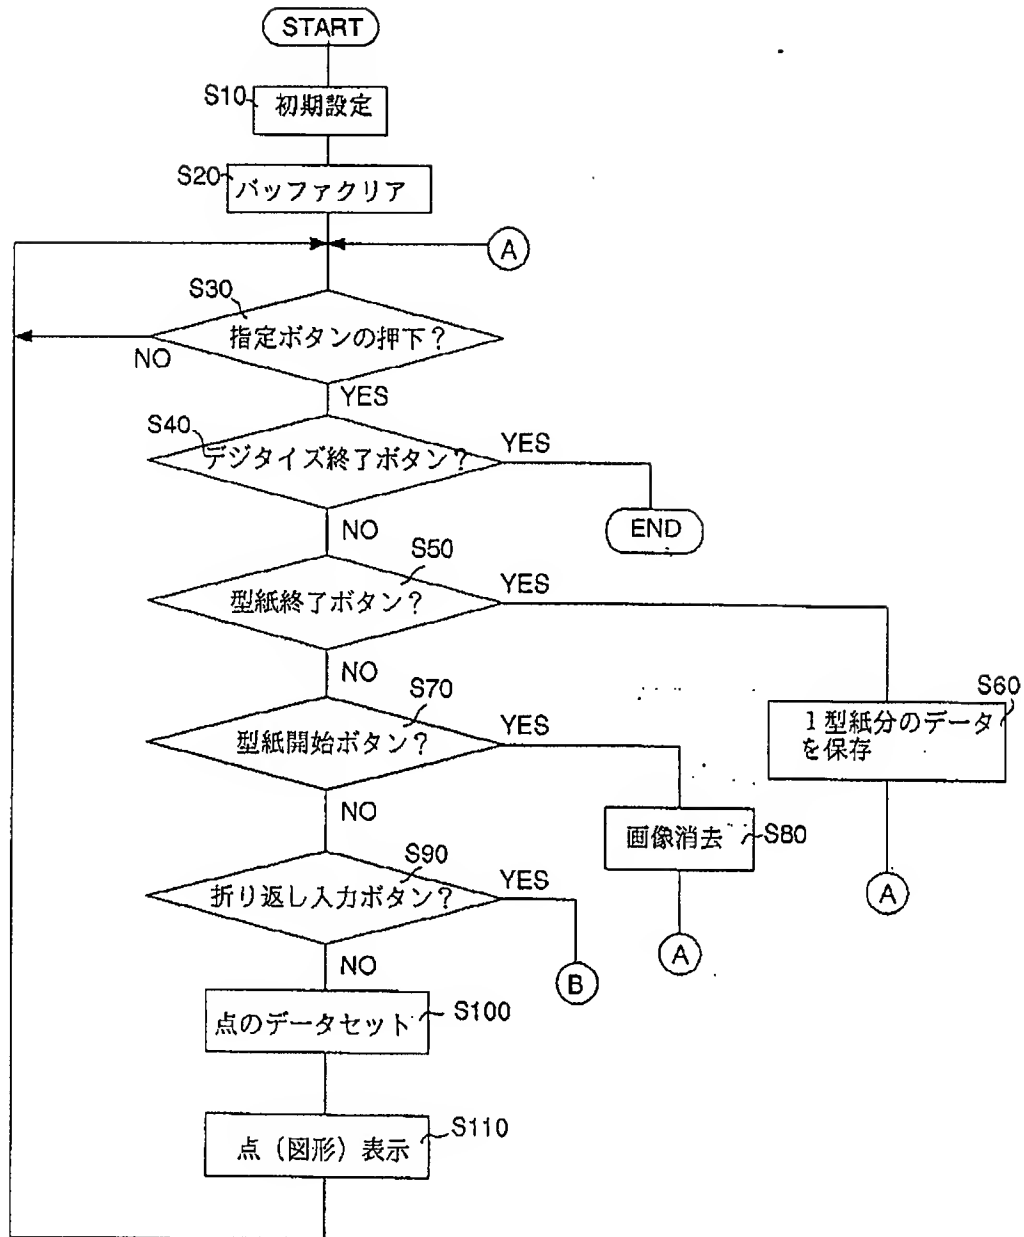 START
S10
初期設定
S20
バッファクリア
A
S30
指定ボタンの押下？
NO
YES
S40
デジタイズ終了ボタン？
YES
END
NO
S50
型紙終了ボタン？
YES
NO
S60
1型紙分のデータ
を保存
A
S70
型紙開始ボタン？
YES
NO
画像消去
S80
A
S90
折り返し入力ボタン？
YES
B
NO
点のデータセット
S100
点（図形）表示
S110